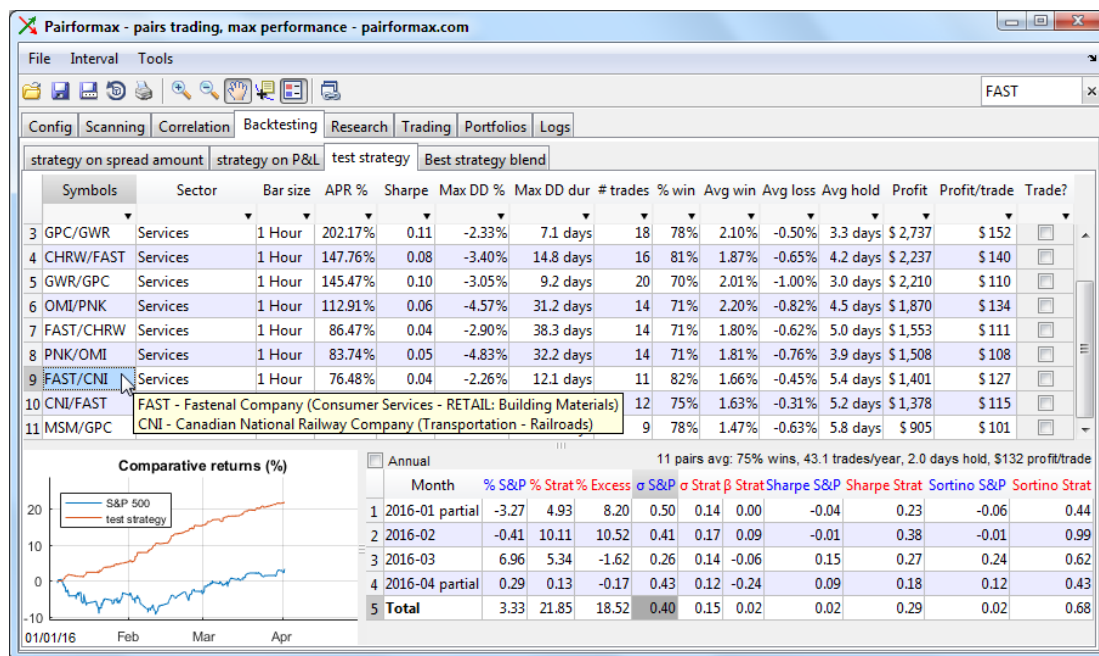 Pairformax - pairs trading, max performance - pairformax.com
File Interval Tools
FAST
Config Scanning Correlation Backtesting Research Trading Portfolios Logs
strategy on spread amount strategy on P&L test strategy Best strategy blend
Symbols Sector Bar size APR % Sharpe Max DD % Max DD dur # trades % win Avg win Avg loss Avg hold Profit Profit/trade Trade?
3 GPC/GWR Services 1 Hour 202.17% 0.11 -2.33% 7.1 days 18 78% 2.10% -0.50% 3.3 days $ 2,737 $ 152
4 CHRW/FAST Services 1 Hour 147.76% 0.08 -3.40% 14.8 days 16 81% 1.87% -0.65% 4.2 days $ 2,237 $ 140
5 GWR/GPC Services 1 Hour 145.47% 0.10 -3.05% 9.2 days 20 70% 2.01% -1.00% 3.0 days $ 2,210 $ 110
6 OMI/PNK Services 1 Hour 112.91% 0.06 -4.57% 31.2 days 14 71% 2.20% -0.82% 4.5 days $ 1,870 $ 134
7 FAST/CHRW Services 1 Hour 86.47% 0.04 -2.90% 38.3 days 14 71% 1.80% -0.62% 5.0 days $ 1,553 $ 111
8 PNK/OMI Services 1 Hour 83.74% 0.05 -4.83% 32.2 days 14 71% 1.81% -0.76% 3.9 days $ 1,508 $ 108
9 FAST/CNI Services 1 Hour 76.48% 0.04 -2.26% 12.1 days 11 82% 1.66% -0.45% 5.4 days $ 1,401 $ 127
10 CNI/FAST 12 75% 1.63% -0.31% 5.2 days $ 1,378 $ 115
FAST - Fastenal Company (Consumer Services - RETAIL: Building Materials)
CNI - Canadian National Railway Company (Transportation - Railroads)
11 MSM/GPC 9 78% 1.47% -0.63% 5.8 days $ 905 $ 101
Comparative returns (%)
S&P 500
test strategy
20
10
0
-10
01/01/16 Feb Mar Apr
Annual 11 pairs avg: 75% wins, 43.1 trades/year, 2.0 days hold, $132 profit/trade
Month % S&P % Strat % Excess σ S&P σ Strat β Strat Sharpe S&P Sharpe Strat Sortino S&P Sortino Strat
1 2016-01 partial -3.27 4.93 8.20 0.50 0.14 0.00 -0.04 0.23 -0.06 0.44
2 2016-02 -0.41 10.11 10.52 0.41 0.17 0.09 -0.01 0.38 -0.01 0.99
3 2016-03 6.96 5.34 -1.62 0.26 0.14 -0.06 0.15 0.27 0.24 0.62
4 2016-04 partial 0.29 0.13 -0.17 0.43 0.12 -0.24 0.09 0.18 0.12 0.43
5 Total 3.33 21.85 18.52 0.40 0.15 0.02 0.02 0.29 0.02 0.68